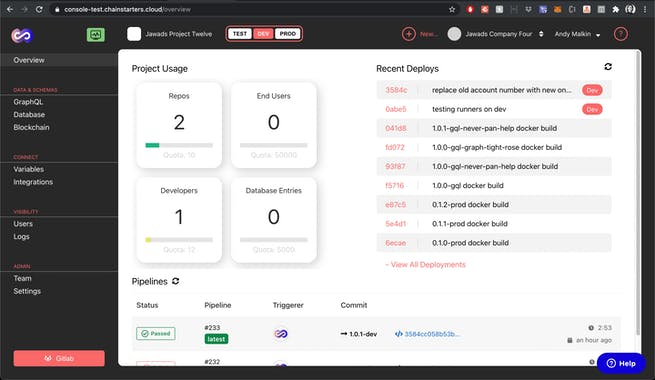 console-test.chainstarters.cloud/overview
Jawads Project Twelve
TEST DEV PROD
New...
Jawads Company Four
Andy Malkin
?
Overview
DATA & SCHEMAS
GraphQL
Database
Blockchain
CONNECT
Variables
Integrations
VISIBILITY
Users
Logs
ADMIN
Team
Settings
Gitlab
Project Usage
Repos
2
Quota: 10
End Users
0
Quota: 50000
Developers
1
Quota: 12
Database Entries
0
Quota: 5000
Recent Deploys
3584c replace old account number with new on... Dev
0abe5 testing runners on dev Dev
041d8 1.0.1-gql-never-pan-help docker build
fd072 1.0.0-gql-graph-tight-rose docker build
93f87 1.0.0-gql-never-pan-help docker build
f5716 1.0.0-gql docker build
e87c5 0.1.2-prod docker build
5e4d1 0.1.1-prod docker build
6ecae 0.1.0-prod docker build
~ View All Deployments
Pipelines
Status Pipeline Triggerer Commit
Passed #233 latest 1.0.1-dev 3584cc058b53b... 2:53
an hour ago
#232
Help